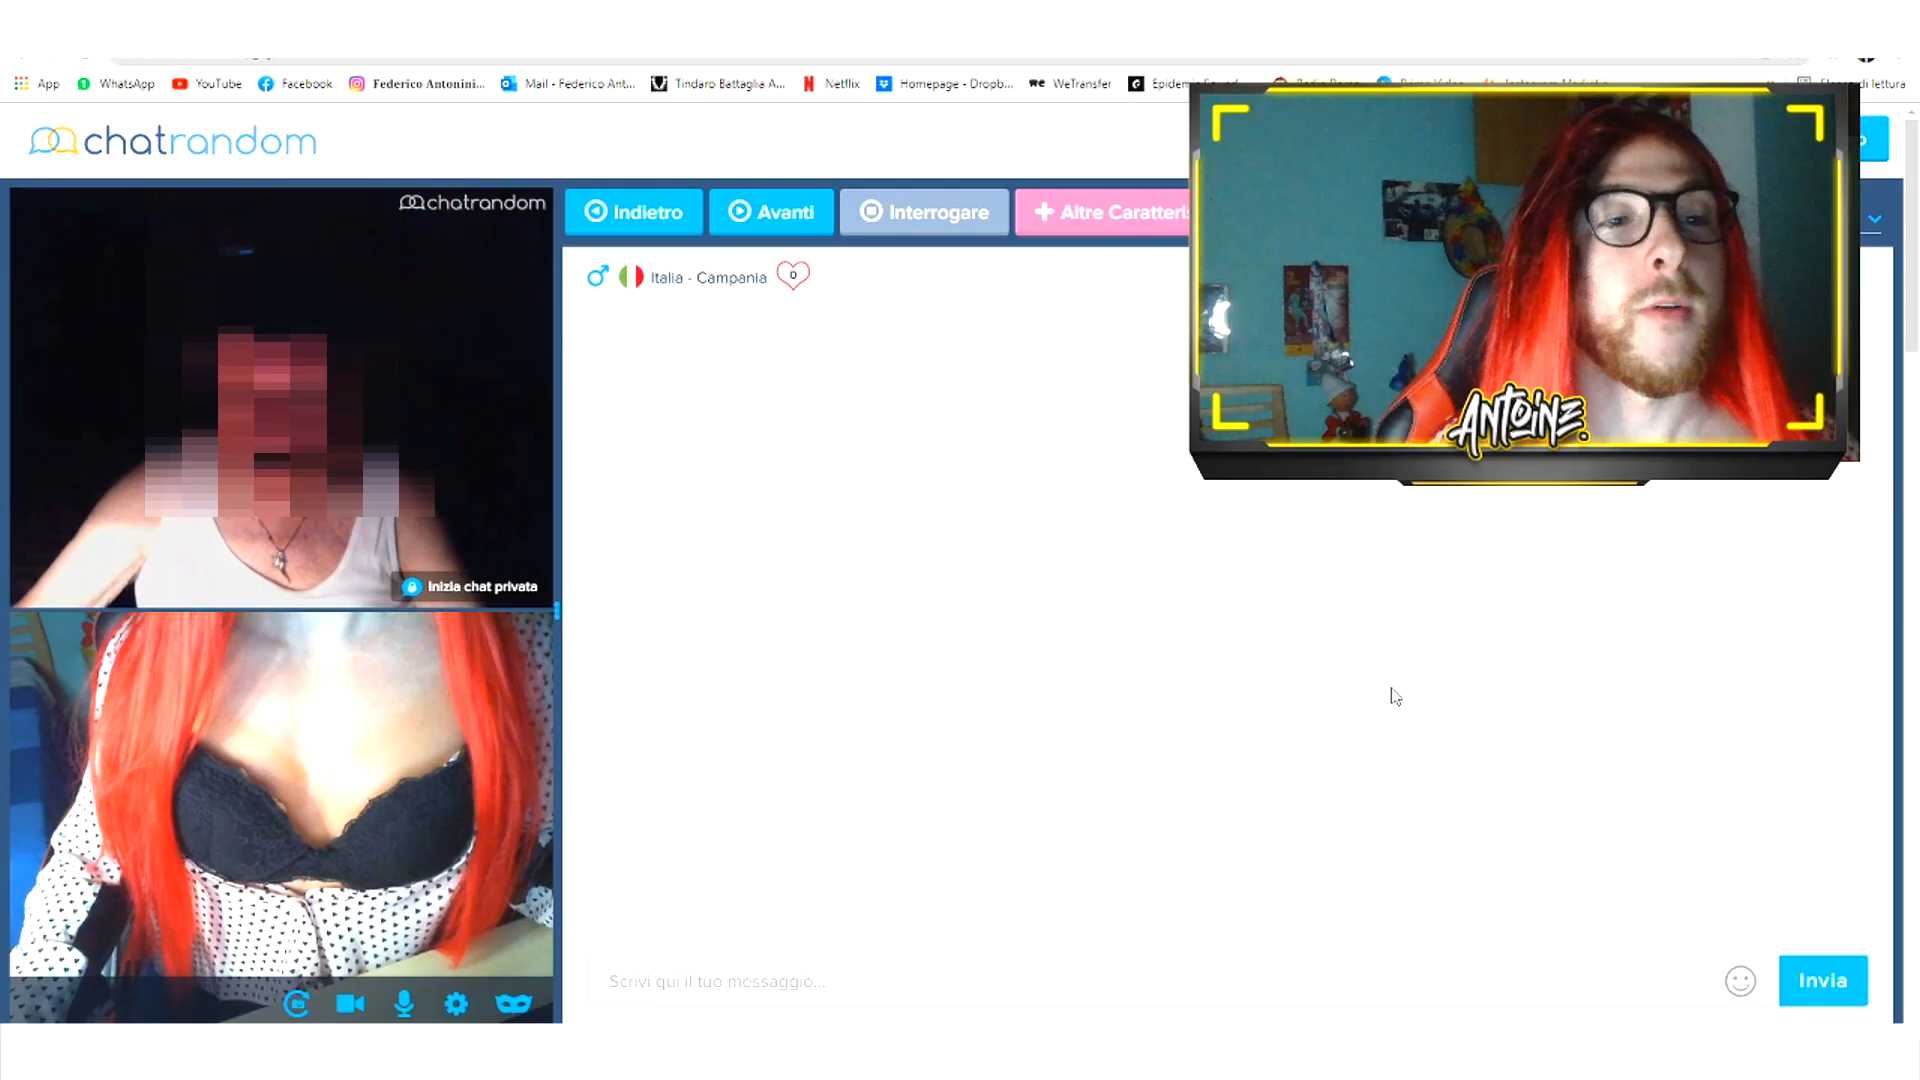 App WhatsApp YouTube Facebook Federico Antonini... Mail - Federico Ant... Tindaro Battaglia A... Netflix Homepage - Dropb... WeTransfer di lettura
chatrandom
chatrandom
Indietro Avanti Interrogare + Altre Caratteris
Italia - Campania 0
ANTOINE.
Inizia chat privata
Scrivi qui il tuo messaggio...
Invia